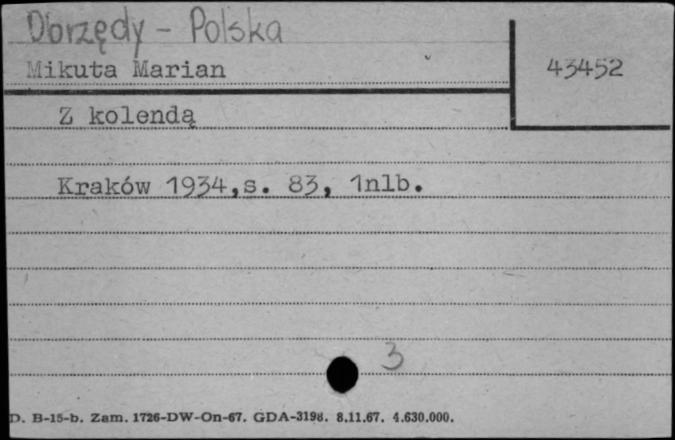 Obrzędy - Polska
Mikuta Marian
43452
Z kolendą
Kraków 1934,s. 83, 1nlb.
3
D. B-15-b. Zam. 1726-DW-On-67. GDA-3198. 8.11.67. 4.630.000.